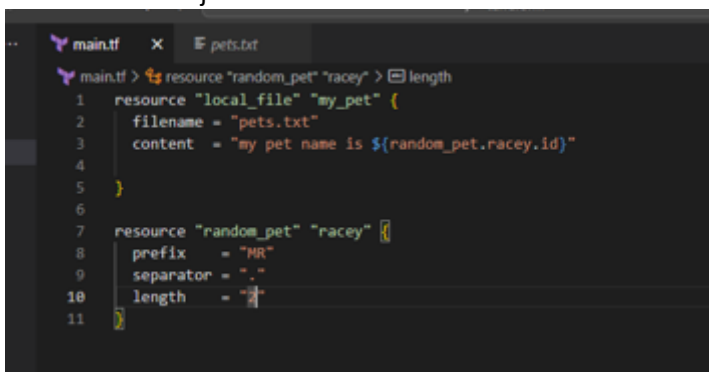 main.tf
pets.txt
main.tf > resource "random_pet" "racey" > length
1 resource "local_file" "my_pet" {
2 filename = "pets.txt"
3 content = "my pet name is ${random_pet.racey.id}"
4
5 }
6
7 resource "random_pet" "racey" {
8 prefix = "MR"
9 separator = "."
10 length = "2"
11 }